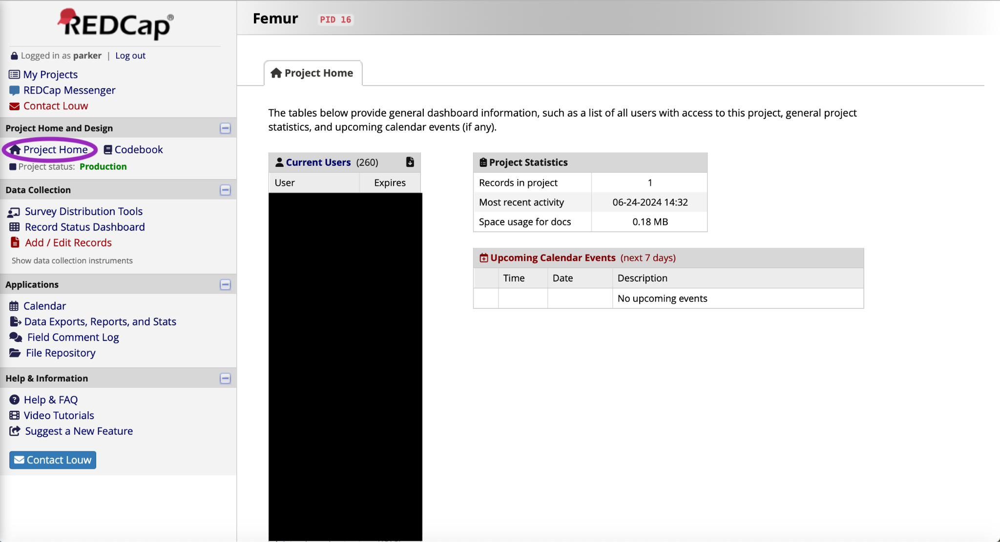 REDCap®
Logged in as parker | Log out
My Projects
REDCap Messenger
Contact Louw
Project Home and Design
Project Home Codebook
Project status: Production
Data Collection
Survey Distribution Tools
Record Status Dashboard
Add / Edit Records
Show data collection instruments
Applications
Calendar
Data Exports, Reports, and Stats
Field Comment Log
File Repository
Help & Information
Help & FAQ
Video Tutorials
Suggest a New Feature
Contact Louw
Femur PID 16
Project Home
The tables below provide general dashboard information, such as a list of all users with access to this project, general project
statistics, and upcoming calendar events (if any).
Current Users (260)
User Expires
Project Statistics
Records in project 1
Most recent activity 06-24-2024 14:32
Space usage for docs 0.18 MB
Upcoming Calendar Events (next 7 days)
Time Date Description
No upcoming events